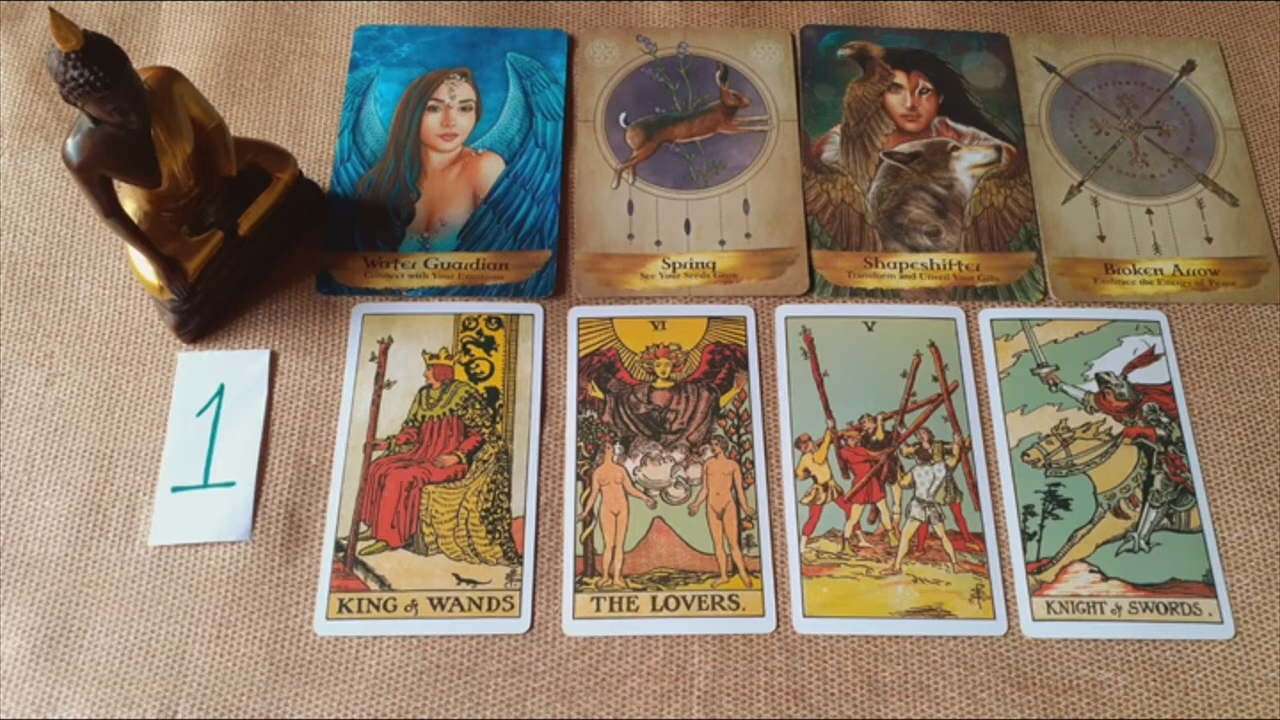 Water Guardian
Connect with Your Emotions
Spring
See Your Seeds Grow
Shapeshifter
Transform and Unveil Your Gifts
Broken Arrow
Embrace the Energy of Peace
1
KING of WANDS
VI
THE LOVERS.
V
KNIGHT of SWORDS.